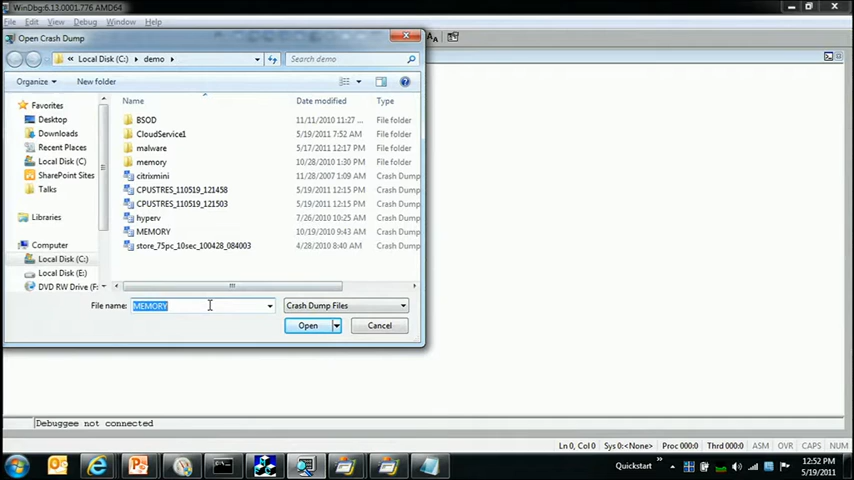 WinDbg:6.13.0001.776 AMD64
File Edit View Debug Window Help
Open Crash Dump
« Local Disk (C:) demo
Search demo
Organize New folder
Name Date modified Type
Favorites
Desktop
Downloads
Recent Places
Local Disk (C:)
SharePoint Sites
Talks
Libraries
Computer
Local Disk (C:)
Local Disk (E:)
DVD RW Drive (F:
BSOD 11/11/2010 11:27 ... File folder
CloudService1 5/19/2011 7:52 AM File folder
malware 5/17/2011 12:17 PM File folder
memory 10/28/2010 1:30 PM File folder
citrixmini 11/28/2007 1:09 AM Crash Dump
CPUSTRES_110519_121458 5/19/2011 12:15 PM Crash Dump
CPUSTRES_110519_121503 5/19/2011 12:15 PM Crash Dump
hyperv 7/26/2010 10:25 AM Crash Dump
MEMORY 10/19/2010 9:43 AM Crash Dump
store_75pc_10sec_100428_084003 4/28/2010 8:40 AM Crash Dump
File name: MEMORY Crash Dump Files
Open Cancel
Debuggee not connected
Ln 0, Col 0 Sys 0:<None> Proc 000:0 Thrd 000:0 ASM OVR CAPS NUM
Quickstart » 12:52 PM
5/19/2011